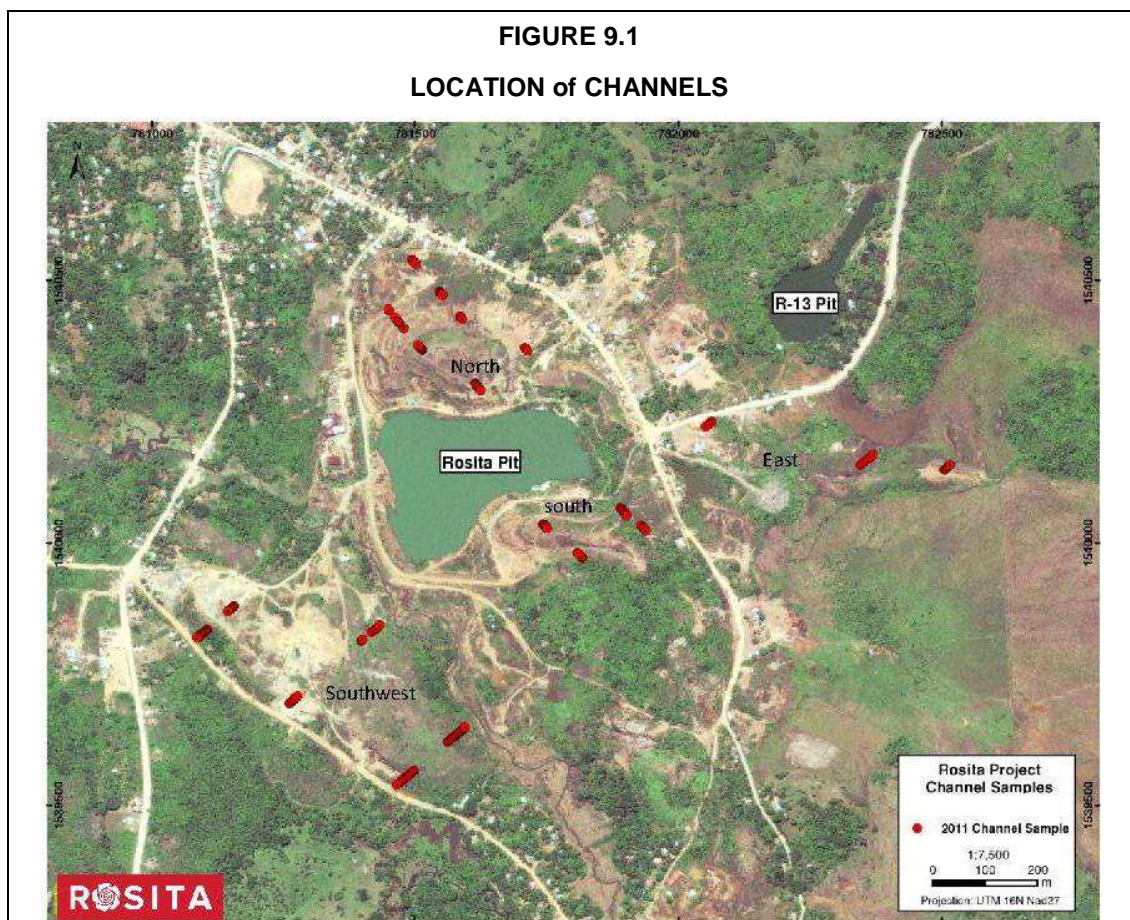 FIGURE 9.1
LOCATION of CHANNELS
781000 781500 782000 782500
N
1540500 1540500
R-13 Pit
North
Rosita Pit
East
south
1540000 1540000
Southwest
1539500 1539500
Rosita Project
Channel Samples
2011 Channel Sample
1:7,500
0 100 200
m
Projection: UTM 16N Nad27
ROSITA